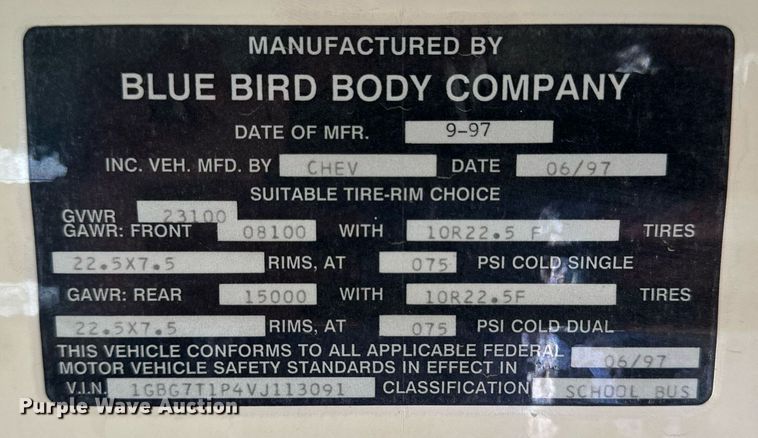 MANUFACTURED BY
BLUE BIRD BODY COMPANY
DATE OF MFR. 9-97
INC. VEH. MFD. BY CHEV DATE 06/97
SUITABLE TIRE-RIM CHOICE
GVWR 23100
GAWR: FRONT 08100 WITH 10R22.5 F TIRES
22.5X7.5 RIMS, AT 075 PSI COLD SINGLE
GAWR: REAR 15000 WITH 10R22.5F TIRES
22.5X7.5 RIMS, AT 075 PSI COLD DUAL
THIS VEHICLE CONFORMS TO ALL APPLICABLE FEDERAL
MOTOR VEHICLE SAFETY STANDARDS IN EFFECT IN 06/97
V.I.N. 1GBG7T1P4VJ113091 CLASSIFICATION SCHOOL BUS
Purple Wave Auction